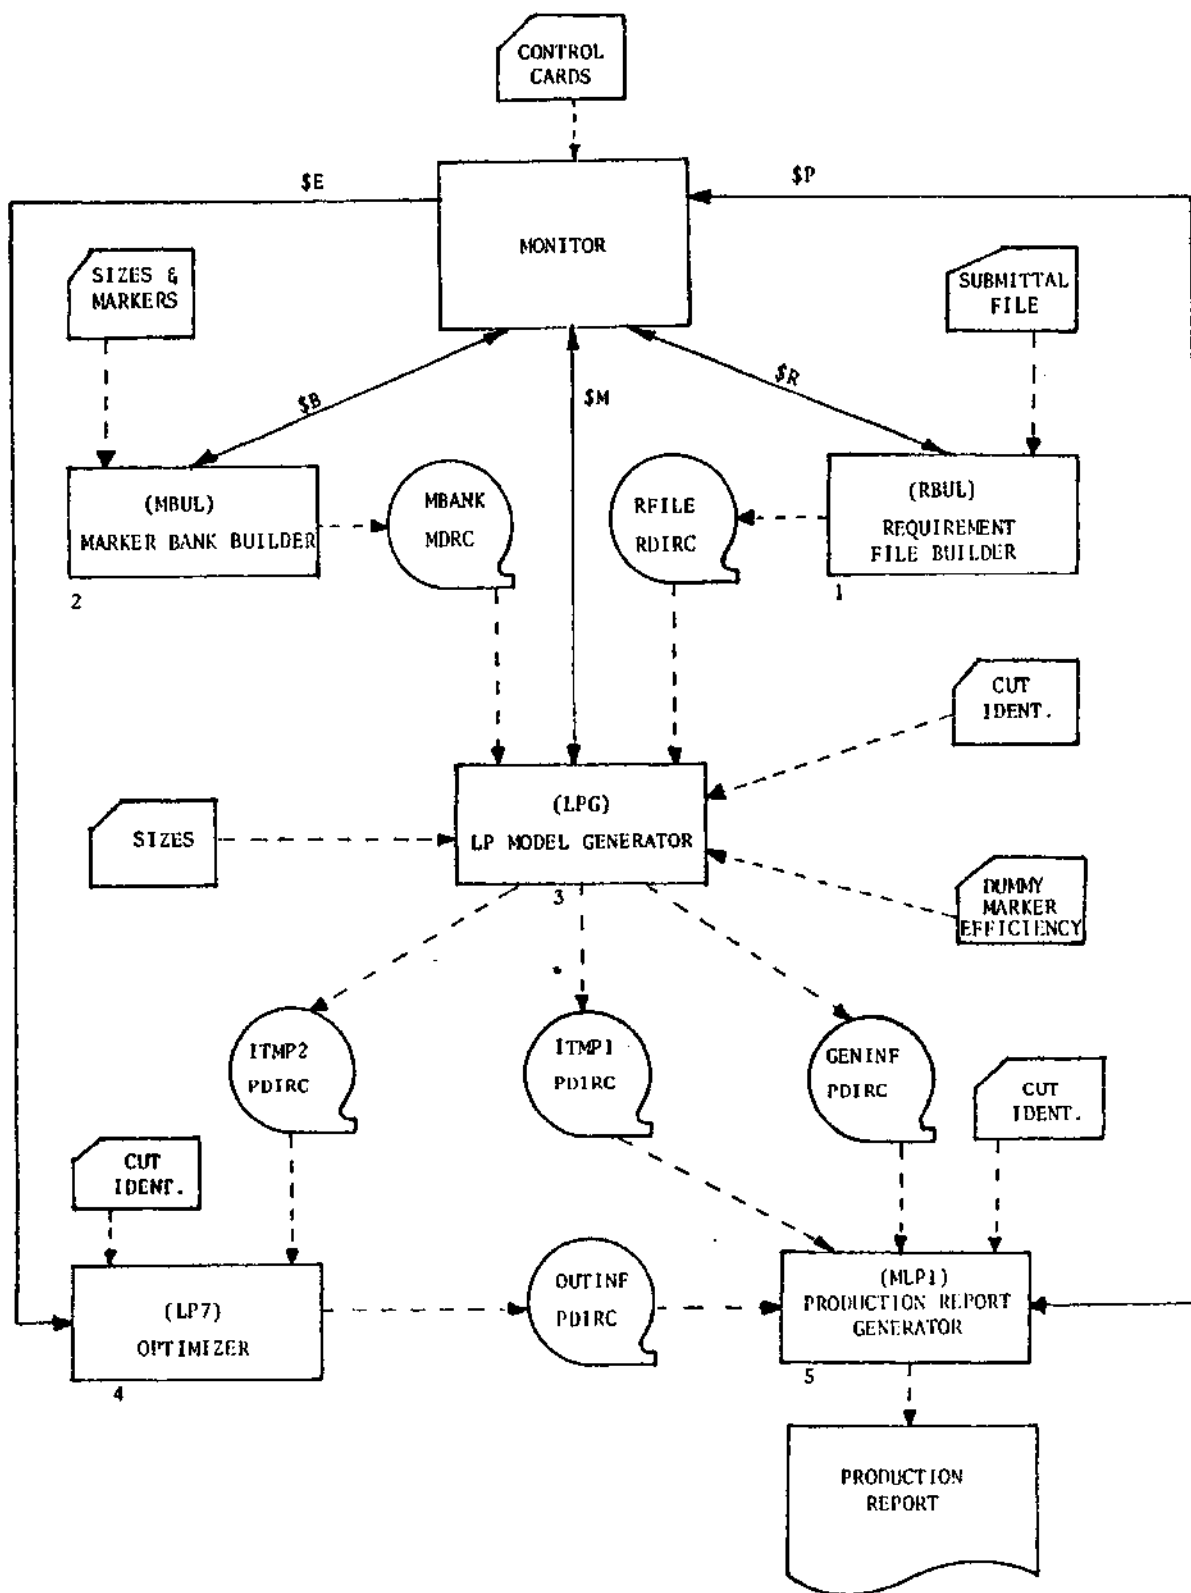 CONTROL
CARDS
$E
$P
MONITOR
SIZES &
MARKERS
SUBMITTAL
FILE
$B
$M
$R
(MBUL)
MARKER BANK BUILDER
2
MBANK
MDRC
RFILE
RDIRC
(RBUL)
REQUIREMENT
FILE BUILDER
1
CUT
IDENT.
(LPG)
LP MODEL GENERATOR
3
SIZES
DUMMY
MARKER
EFFICIENCY
ITMP2
PDIRC
ITMP1
PDIRC
GENINF
PDIRC
CUT
IDENT.
CUT
IDENT.
(LP7)
OPTIMIZER
4
OUTINF
PDIRC
(MLP1)
PRODUCTION REPORT
GENERATOR
5
PRODUCTION
REPORT